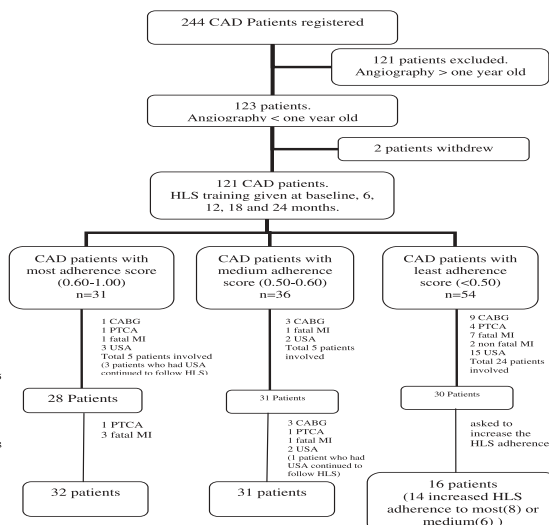 244 CAD Patients registered
121 patients excluded.
Angiography > one year old
123 patients.
Angiography < one year old
2 patients withdrew
121 CAD patients.
HLS training given at baseline, 6,
12, 18 and 24 months.
CAD patients with
most adherence score
(0.60-1.00)
n=31
CAD patients with
medium adherence
score (0.50-0.60)
n=36
CAD patients with
least adherence
score (<0.50)
n=54
1 CABG
1 PTCA
1 fatal MI
3 USA
Total 5 patients involved
(3 patients who had USA
continued to follow HLS)
3 CABG
1 fatal MI
2 USA
Total 5 patients
involved
9 CABG
4 PTCA
7 fatal MI
2 non fatal MI
15 USA
Total 24 patients
involved
28 Patients
31 Patients
30 Patients
1 PTCA
3 fatal MI
3 CABG
1 PTCA
1 fatal MI
2 USA
(1 patient who had
USA continued to
follow HLS)
asked to
increase the
HLS adherence
32 patients
31 patients
16 patients
(14 increased HLS
adherence to most(8) or
medium(6) )